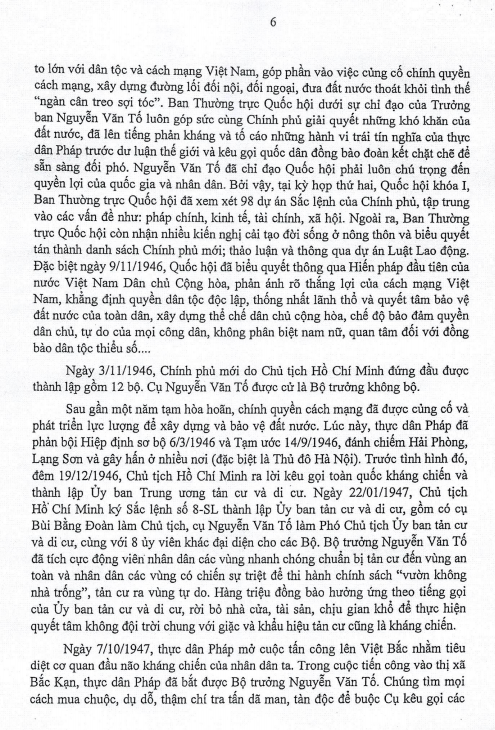 6
to lớn với dân tộc và cách mạng Việt Nam, góp phần vào việc củng cố chính quyền
cách mạng, xây dựng đường lối đối nội, đối ngoại, đưa đất nước thoát khỏi tình thế
“ngàn cân treo sợi tóc”. Ban Thường trực Quốc hội dưới sự chỉ đạo của Trưởng
ban Nguyễn Văn Tố luôn góp sức cùng Chính phủ giải quyết những khó khăn của
đất nước, đã lên tiếng phản kháng và tố cáo những hành vi trái tín nghĩa của thực
dân Pháp trước dư luận thế giới và kêu gọi quốc dân đồng bào đoàn kết chặt chẽ để
sẵn sàng đối phó. Nguyễn Văn Tố đã chỉ đạo Quốc hội phải luôn chú trọng đến
quyền lợi của quốc gia và nhân dân. Bởi vậy, tại kỳ họp thứ hai, Quốc hội khóa I,
Ban Thường trực Quốc hội đã xem xét 98 dự án Sắc lệnh của Chính phủ, tập trung
vào các vấn đề như: pháp chính, kinh tế, tài chính, xã hội. Ngoài ra, Ban Thường
trực Quốc hội còn nhận nhiều kiến nghị cải tạo đời sống ở nông thôn và biểu quyết
tán thành danh sách Chính phủ mới; thảo luận và thông qua dự án Luật Lao động.
Đặc biệt ngày 9/11/1946, Quốc hội đã biểu quyết thông qua Hiến pháp đầu tiên của
nước Việt Nam Dân chủ Cộng hòa, phản ánh rõ thắng lợi của cách mạng Việt
Nam, khẳng định quyền dân tộc độc lập, thống nhất lãnh thổ và quyết tâm bảo vệ
đất nước của toàn dân, xây dựng thể chế dân chủ cộng hòa, chế độ bảo đảm quyền
dân chủ, tự do của mọi công dân, không phân biệt nam nữ, quan tâm đối với đồng
bào dân tộc thiểu số....
Ngày 3/11/1946, Chính phủ mới do Chủ tịch Hồ Chí Minh đứng đầu được
thành lập gồm 12 bộ. Cụ Nguyễn Văn Tố được cử là Bộ trưởng không bộ.
Sau gần một năm tạm hòa hoãn, chính quyền cách mạng đã được củng cố và
phát triển lực lượng để xây dựng và bảo vệ đất nước. Lúc này, thực dân Pháp đã
phản bội Hiệp định sơ bộ 6/3/1946 và Tạm ước 14/9/1946, đánh chiếm Hải Phòng,
Lạng Sơn và gây hấn ở nhiều nơi (đặc biệt là Thủ đô Hà Nội). Trước tình hình đó,
đêm 19/12/1946, Chủ tịch Hồ Chí Minh ra lời kêu gọi toàn quốc kháng chiến và
thành lập Ủy ban Trung ương tản cư và di cư. Ngày 22/01/1947, Chủ tịch
Hồ Chí Minh ký Sắc lệnh số 8-SL thành lập Ủy ban tản cư và di cư, gồm có cụ
Bùi Bằng Đoàn làm Chủ tịch, cụ Nguyễn Văn Tố làm Phó Chủ tịch Ủy ban tản cư
và di cư, cùng với 8 ủy viên khác đại diện cho các Bộ. Bộ trưởng Nguyễn Văn Tố
đã tích cực động viên nhân dân các vùng nhanh chóng chuẩn bị tản cư đến vùng an
toàn và nhân dân các vùng có chiến sự triệt để thi hành chính sách “vườn không
nhà trống”, tản cư ra vùng tự do. Hàng triệu đồng bào hưởng ứng theo tiếng gọi
của Ủy ban tản cư và di cư, rời bỏ nhà cửa, tài sản, chịu gian khổ để thực hiện
quyết tâm không đội trời chung với giặc và khẩu hiệu tản cư cũng là kháng chiến.
Ngày 7/10/1947, thực dân Pháp mở cuộc tấn công lên Việt Bắc nhằm tiêu
diệt cơ quan đầu não kháng chiến của nhân dân ta. Trong cuộc tiến công vào thị xã
Bắc Kạn, thực dân Pháp đã bắt được Bộ trưởng Nguyễn Văn Tố. Chúng tìm mọi
cách mua chuộc, dụ dỗ, thậm chí tra tấn dã man, tàn độc để buộc Cụ kêu gọi các